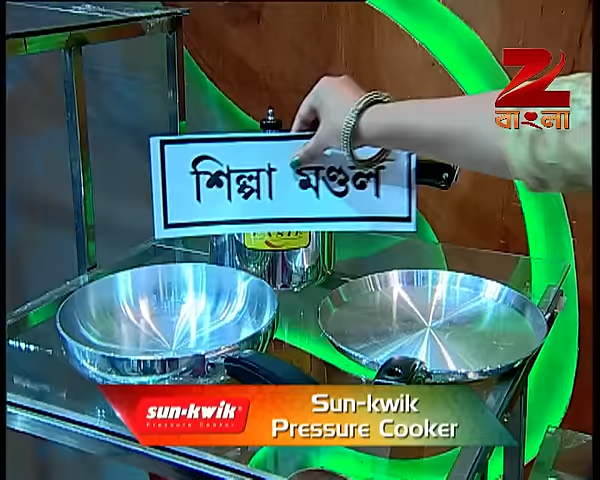 Z
বাংলা
শিল্পা মণ্ডল
sun-kwik®
Pressure Cooker
Sun-kwik
Pressure Cooker